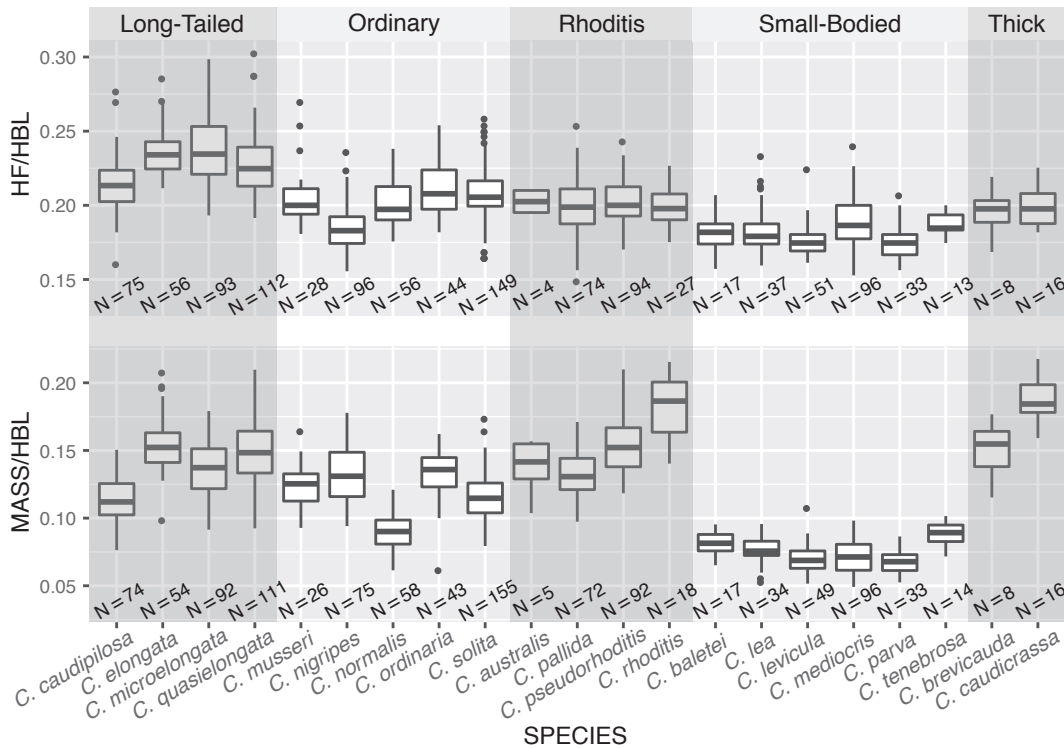 Long-Tailed Ordinary Rhoditis Small-Bodied Thick
HF/HBL
0.30
0.25
0.20
0.15
N = 75 N = 56 N = 93 N = 112 N = 28 N = 96 N = 56 N = 44 N = 149 N = 4 N = 74 N = 94 N = 27 N = 17 N = 37 N = 51 N = 96 N = 33 N = 13 N = 8 N = 16
MASS/HBL
0.20
0.15
0.10
0.05
N = 74 N = 54 N = 92 N = 111 N = 26 N = 75 N = 58 N = 43 N = 155 N = 5 N = 72 N = 92 N = 18 N = 17 N = 34 N = 49 N = 96 N = 33 N = 14 N = 8 N = 16
C. caudipilosa
C. elongata
C. microelongata
C. quasielongata
C. musseri
C. nigripes
C. normalis
C. ordinaria
C. solita
C. australis
C. pallida
C. pseudorhoditis
C. rhoditis
C. baletei
C. lea
C. levicula
C. mediocris
C. parva
C. tenebrosa
C. brevicauda
C. caudicrassa
SPECIES